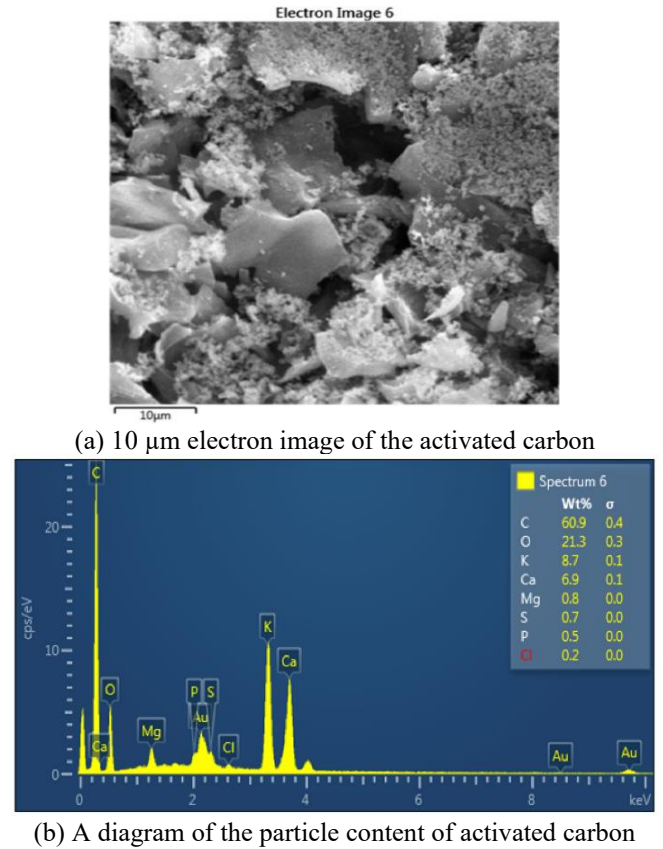 Electron Image 6
10µm
(a) 10 µm electron image of the activated carbon
Spectrum 6
Wt% σ
C 60.9 0.4
O 21.3 0.3
K 8.7 0.1
Ca 6.9 0.1
Mg 0.8 0.0
S 0.7 0.0
P 0.5 0.0
Cl 0.2 0.0
cps/eV
20
10
0
C
Ca
O
Mg
P
Au
S
Cl
K
Ca
Au
Au
0 2 4 6 8 keV
(b) A diagram of the particle content of activated carbon